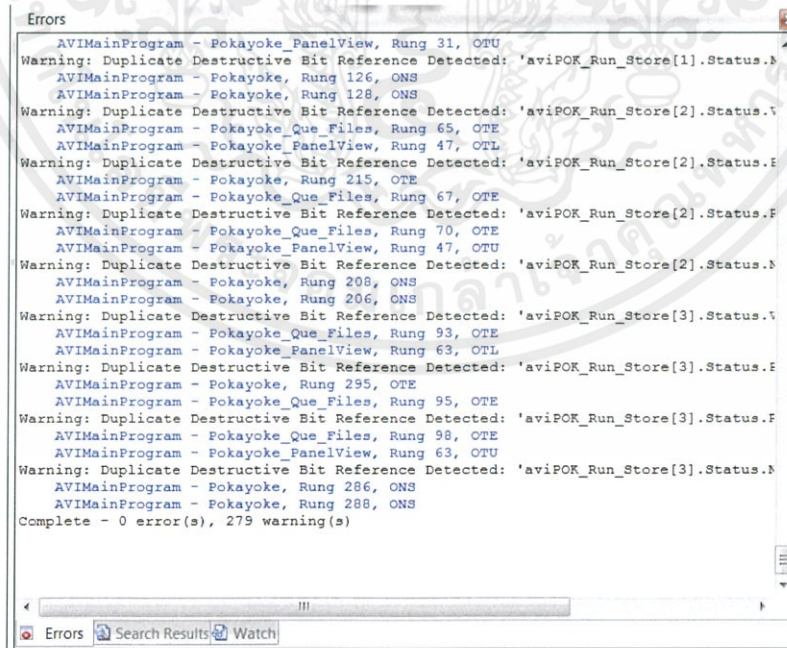 Errors
AVIMainProgram - Pokayoke_PanelView, Rung 31, OTU
Warning: Duplicate Destructive Bit Reference Detected: 'aviPOK_Run_Store[1].Status.
AVIMainProgram - Pokayoke, Rung 126, ONS
AVIMainProgram - Pokayoke, Rung 128, ONS
Warning: Duplicate Destructive Bit Reference Detected: 'aviPOK_Run_Store[2].Status.
AVIMainProgram - Pokayoke_Que_Files, Rung 65, OTE
AVIMainProgram - Pokayoke_PanelView, Rung 47, OTL
Warning: Duplicate Destructive Bit Reference Detected: 'aviPOK_Run_Store[2].Status.
AVIMainProgram - Pokayoke, Rung 215, OTE
AVIMainProgram - Pokayoke_Que_Files, Rung 67, OTE
Warning: Duplicate Destructive Bit Reference Detected: 'aviPOK_Run_Store[2].Status.
AVIMainProgram - Pokayoke_Que_Files, Rung 70, OTE
AVIMainProgram - Pokayoke_PanelView, Rung 47, OTU
Warning: Duplicate Destructive Bit Reference Detected: 'aviPOK_Run_Store[2].Status.
AVIMainProgram - Pokayoke, Rung 208, ONS
AVIMainProgram - Pokayoke, Rung 206, ONS
Warning: Duplicate Destructive Bit Reference Detected: 'aviPOK_Run_Store[3].Status.
AVIMainProgram - Pokayoke_Que_Files, Rung 93, OTE
AVIMainProgram - Pokayoke_PanelView, Rung 63, OTL
Warning: Duplicate Destructive Bit Reference Detected: 'aviPOK_Run_Store[3].Status.
AVIMainProgram - Pokayoke, Rung 295, OTE
AVIMainProgram - Pokayoke_Que_Files, Rung 95, OTE
Warning: Duplicate Destructive Bit Reference Detected: 'aviPOK_Run_Store[3].Status.
AVIMainProgram - Pokayoke_Que_Files, Rung 98, OTE
AVIMainProgram - Pokayoke_PanelView, Rung 63, OTU
Warning: Duplicate Destructive Bit Reference Detected: 'aviPOK_Run_Store[3].Status.
AVIMainProgram - Pokayoke, Rung 286, ONS
AVIMainProgram - Pokayoke, Rung 288, ONS
Complete - 0 error(s), 279 warning(s)
Errors Search Results Watch